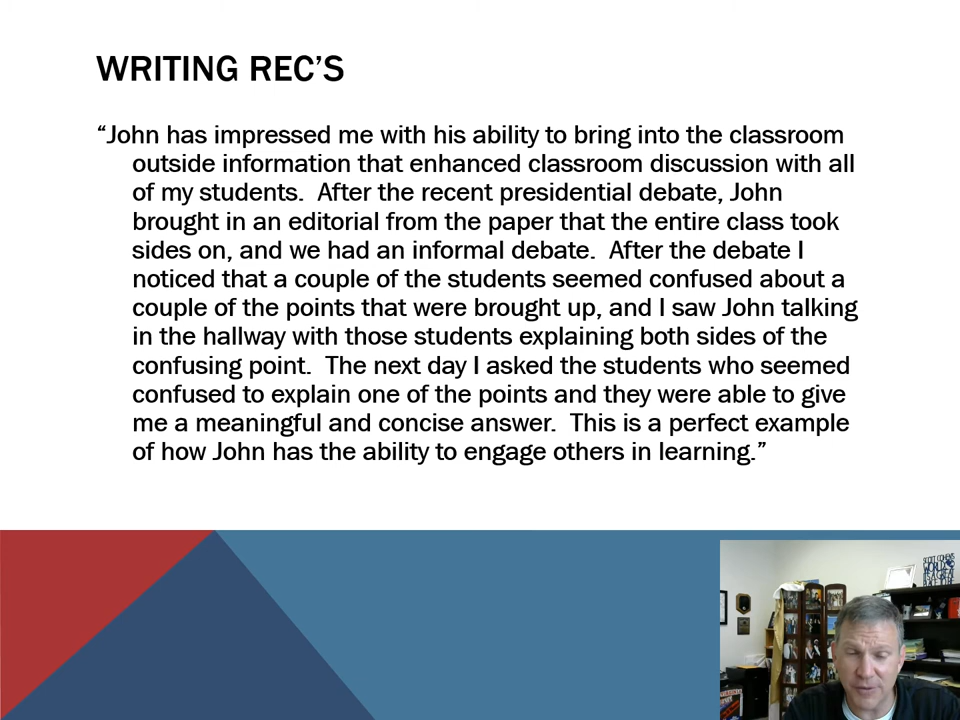 WRITING REC’S
“John has impressed me with his ability to bring into the classroom
outside information that enhanced classroom discussion with all
of my students.  After the recent presidential debate, John
brought in an editorial from the paper that the entire class took
sides on, and we had an informal debate.  After the debate I
noticed that a couple of the students seemed confused about a
couple of the points that were brought up, and I saw John talking
in the hallway with those students explaining both sides of the
confusing point.  The next day I asked the students who seemed
confused to explain one of the points and they were able to give
me a meaningful and concise answer.  This is a perfect example
of how John has the ability to engage others in learning.”